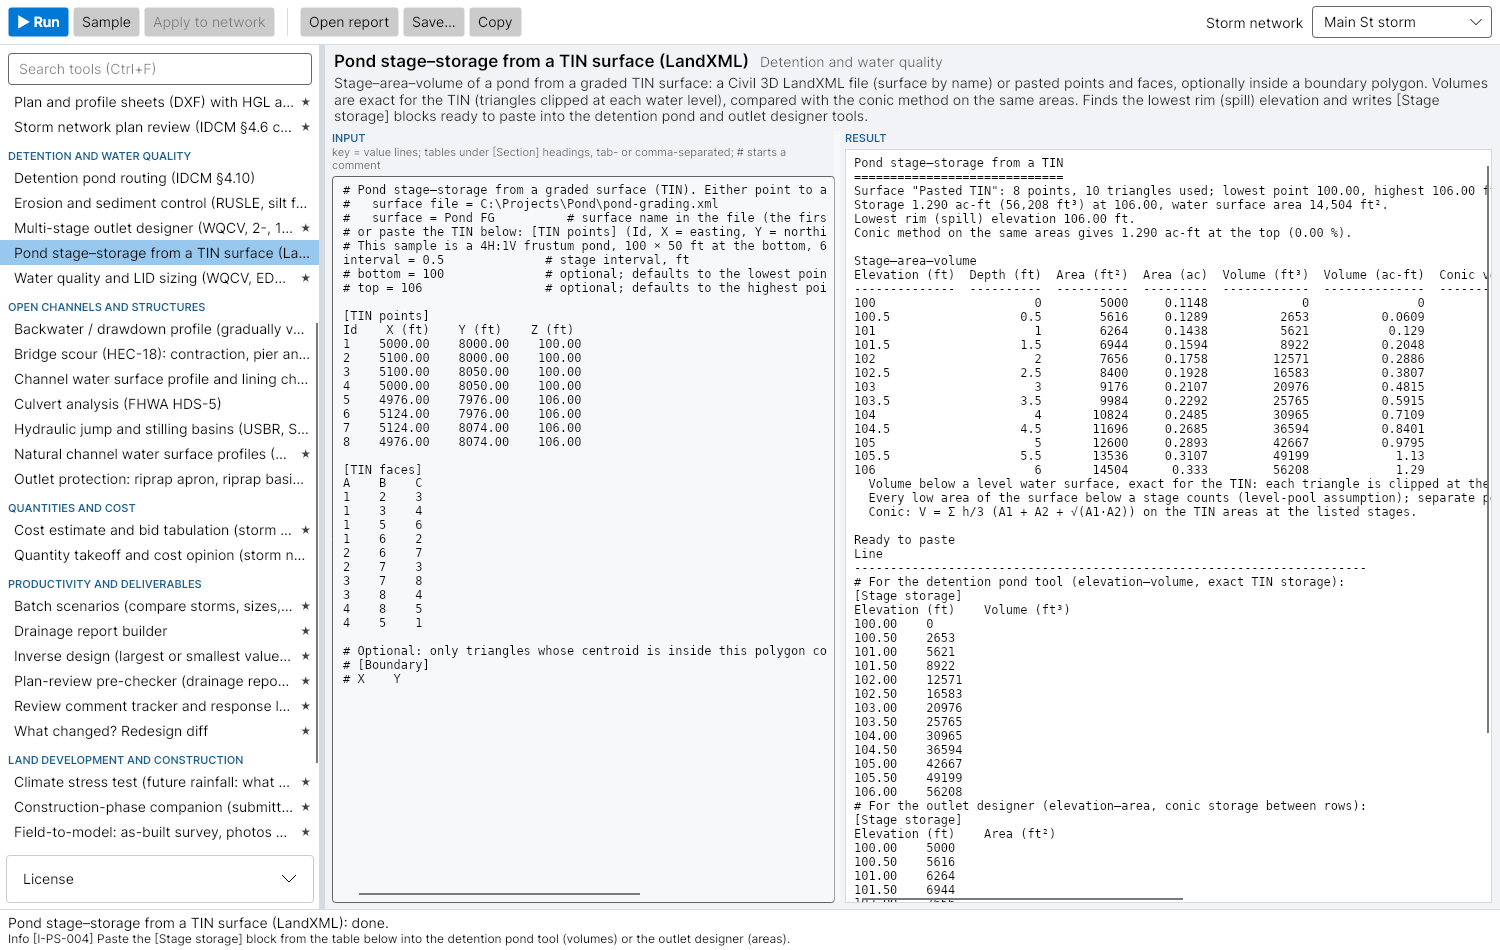 Run Sample Apply to network Open report Save... Copy Storm network Main St storm
Search tools (Ctrl+F)
Plan and profile sheets (DXF) with HGL a... ★
Storm network plan review (IDCM §4.6 c... ★
DETENTION AND WATER QUALITY
Detention pond routing (IDCM §4.10)
Erosion and sediment control (RUSLE, silt f...
Multi-stage outlet designer (WQCV, 2-, 1... ★
Pond stage–storage from a TIN surface (La...
Water quality and LID sizing (WQCV, ED... ★
OPEN CHANNELS AND STRUCTURES
Backwater / drawdown profile (gradually v...
Bridge scour (HEC-18): contraction, pier an...
Channel water surface profile and lining ch...
Culvert analysis (FHWA HDS-5)
Hydraulic jump and stilling basins (USBR, S...
Natural channel water surface profiles (... ★
Outlet protection: riprap apron, riprap basi...
QUANTITIES AND COST
Cost estimate and bid tabulation (storm ... ★
Quantity takeoff and cost opinion (storm n...
PRODUCTIVITY AND DELIVERABLES
Batch scenarios (compare storms, sizes,... ★
Drainage report builder ★
Inverse design (largest or smallest value... ★
Plan-review pre-checker (drainage repo... ★
Review comment tracker and response l... ★
What changed? Redesign diff ★
LAND DEVELOPMENT AND CONSTRUCTION
Climate stress test (future rainfall: what ... ★
Construction-phase companion (submitt... ★
Field-to-model: as-built survey, photos ... ★
License
Pond stage–storage from a TIN surface (LandXML) Detention and water quality
Stage–area–volume of a pond from a graded TIN surface: a Civil 3D LandXML file (surface by name) or pasted points and faces, optionally inside a boundary polygon. Volumes
are exact for the TIN (triangles clipped at each water level), compared with the conic method on the same areas. Finds the lowest rim (spill) elevation and writes [Stage
storage] blocks ready to paste into the detention pond and outlet designer tools.
INPUT
key = value lines; tables under [Section] headings, tab- or comma-separated; # starts a
comment
# Pond stage–storage from a graded surface (TIN). Either point to a
#   surface file = C:\Projects\Pond\pond-grading.xml
#   surface = Pond FG          # surface name in the file (the firs
# or paste the TIN below: [TIN points] (Id, X = easting, Y = northi
# This sample is a 4H:1V frustum pond, 100 × 50 ft at the bottom, 6
interval = 0.5              # stage interval, ft
# bottom = 100              # optional; defaults to the lowest poin
# top = 106                 # optional; defaults to the highest poi
[TIN points]
Id X (ft) Y (ft) Z (ft)
1 5000.00 8000.00 100.00
2 5100.00 8000.00 100.00
3 5100.00 8050.00 100.00
4 5000.00 8050.00 100.00
5 4976.00 7976.00 106.00
6 5124.00 7976.00 106.00
7 5124.00 8074.00 106.00
8 4976.00 8074.00 106.00
[TIN faces]
A B C
1 2 3
1 3 4
1 5 6
1 6 2
2 6 7
2 7 3
3 7 8
3 8 4
4 8 5
4 5 1
# Optional: only triangles whose centroid is inside this polygon co
# [Boundary]
# X    Y
RESULT
Pond stage–storage from a TIN
=============================
Surface "Pasted TIN": 8 points, 10 triangles used; lowest point 100.00, highest 106.00 f
Storage 1.290 ac-ft (56,208 ft³) at 106.00, water surface area 14,504 ft².
Lowest rim (spill) elevation 106.00 ft.
Conic method on the same areas gives 1.290 ac-ft at the top (0.00 %).
Stage–area–volume
Elevation (ft) Depth (ft) Area (ft²) Area (ac) Volume (ft³) Volume (ac-ft) Conic v
-------------- ---------- ---------- --------- ------------ -------------- -------
100 0 5000 0.1148 0 0
100.5 0.5 5616 0.1289 2653 0.0609
101 1 6264 0.1438 5621 0.129
101.5 1.5 6944 0.1594 8922 0.2048
102 2 7656 0.1758 12571 0.2886
102.5 2.5 8400 0.1928 16583 0.3807
103 3 9176 0.2107 20976 0.4815
103.5 3.5 9984 0.2292 25765 0.5915
104 4 10824 0.2485 30965 0.7109
104.5 4.5 11696 0.2685 36594 0.8401
105 5 12600 0.2893 42667 0.9795
105.5 5.5 13536 0.3107 49199 1.13
106 6 14504 0.333 56208 1.29
Volume below a level water surface, exact for the TIN: each triangle is clipped at the
Every low area of the surface below a stage counts (level-pool assumption); separate p
Conic: V = Σ h/3 (A1 + A2 + √(A1·A2)) on the TIN areas at the listed stages.
Ready to paste
Line
-----------------------------------------------------------------------
# For the detention pond tool (elevation–volume, exact TIN storage):
[Stage storage]
Elevation (ft) Volume (ft³)
100.00 0
100.50 2653
101.00 5621
101.50 8922
102.00 12571
102.50 16583
103.00 20976
103.50 25765
104.00 30965
104.50 36594
105.00 42667
105.50 49199
106.00 56208
# For the outlet designer (elevation–area, conic storage between rows):
[Stage storage]
Elevation (ft) Area (ft²)
100.00 5000
100.50 5616
101.00 6264
101.50 6944
Pond stage–storage from a TIN surface (LandXML): done.
Info [I-PS-004] Paste the [Stage storage] block from the table below into the detention pond tool (volumes) or the outlet designer (areas).